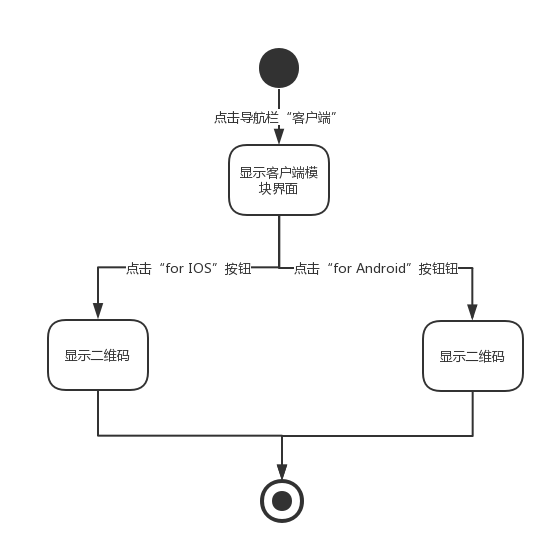 点击导航栏“客户端”
显示客户端模
块界面
点击“for IOS”按钮
点击“for Android”按钮钮
显示二维码
显示二维码